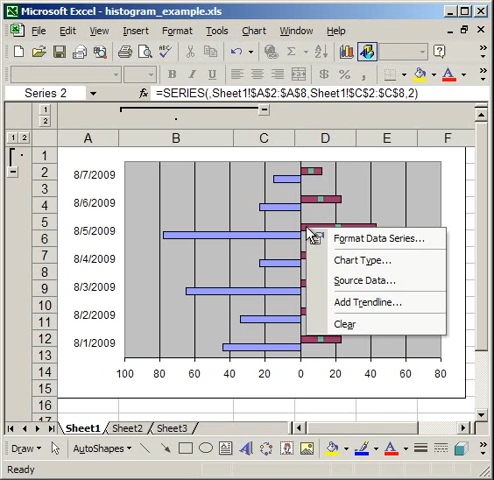 Microsoft Excel - histogram_example.xls
File Edit View Insert Format Tools Chart Window Help
B I U $
Series 2 =SERIES(,Sheet1!$A$2:$A$8,Sheet1!$C$2:$C$8,2)
1
2
1 2 A B C D E F
1
2 8/7/2009
4 8/6/2009
5
6 8/5/2009
7
8 8/4/2009
9 8/3/2009
10
11 8/2/2009
12 8/1/2009
13
14 100 80 60 40 20 0 20 40 60 80
15
16
17
Format Data Series...
Chart Type...
Source Data...
Add Trendline...
Clear
Sheet1 Sheet2 Sheet3
Draw AutoShapes A A
Ready